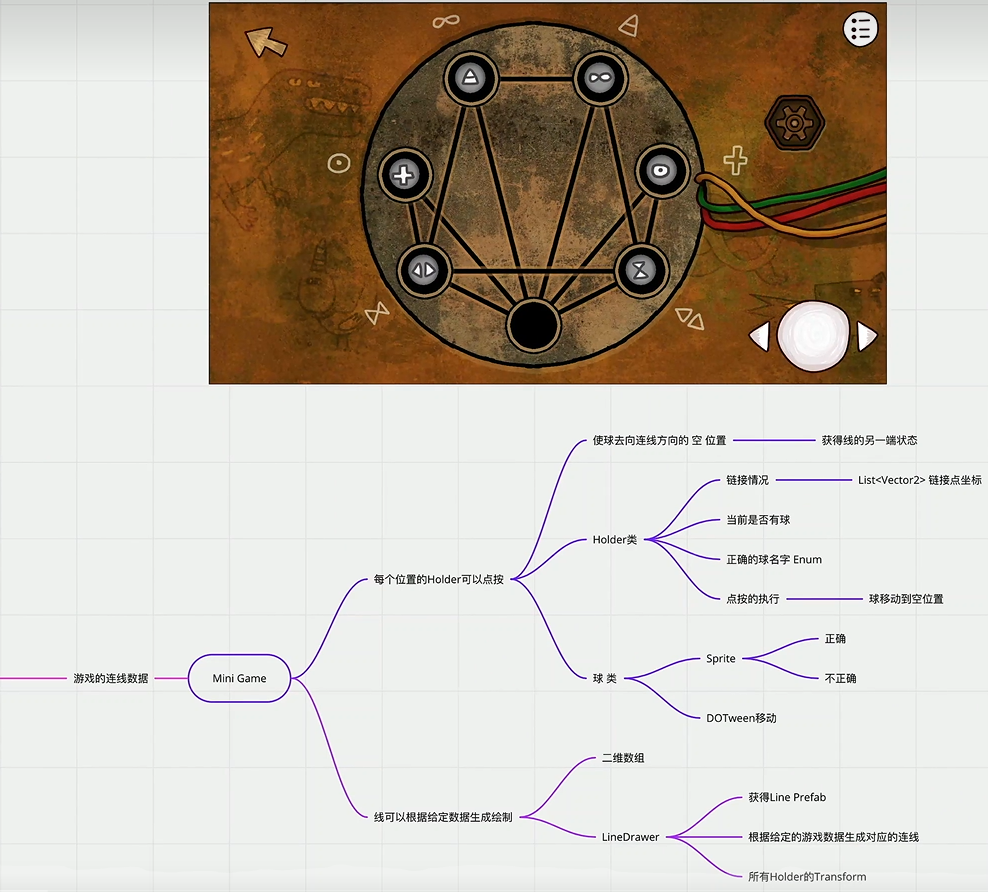 使球去向连线方向的 空 位置
获得线的另一端状态
链接情况
List<Vector2> 链接点坐标
当前是否有球
Holder类
正确的球名字 Enum
每个位置的Holder可以点按
点按的执行
球移动到空位置
正确
Sprite
游戏的连线数据
Mini Game
球 类
不正确
DOTween移动
二维数组
获得Line Prefab
线可以根据给定数据生成绘制
LineDrawer
根据给定的游戏数据生成对应的连线
所有Holder的Transform